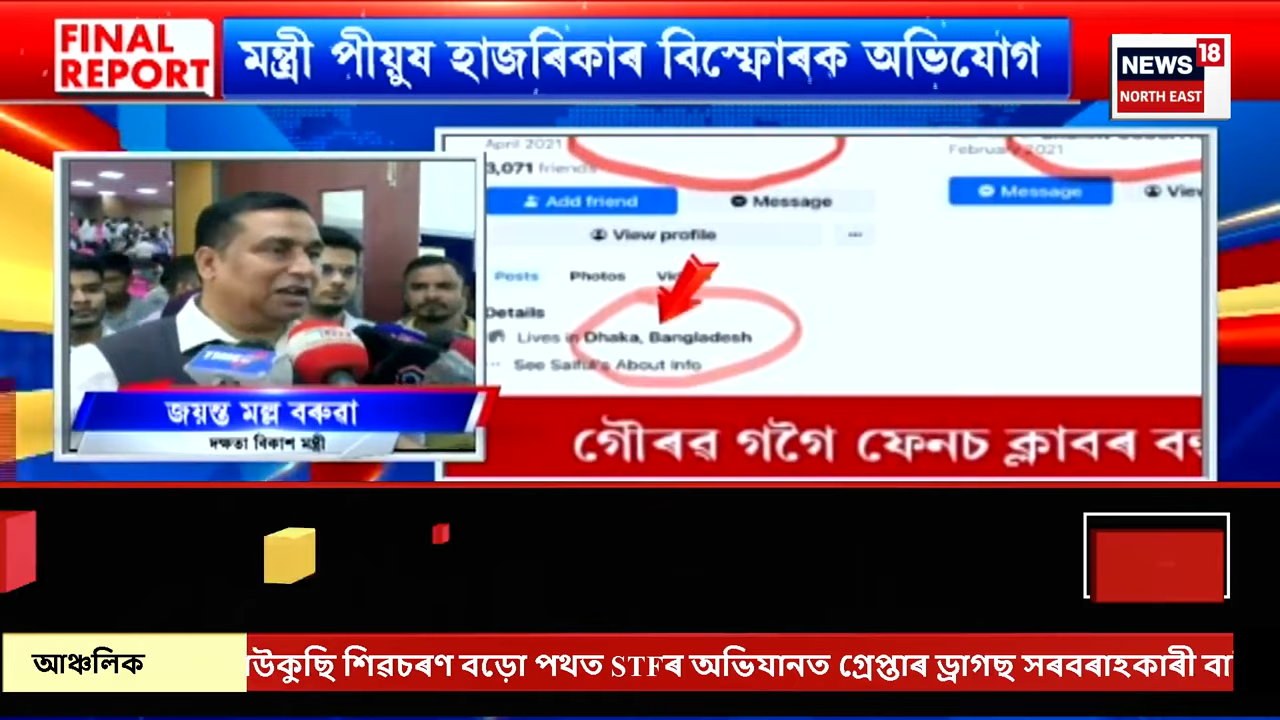 FINAL
REPORT
মন্ত্ৰী পীয়ুষ হাজৰিকাৰ বিস্ফোৰক অভিযোগ
NEWS 18
NORTH EAST
April 2021
3,071 friends
Add friend
Message
View profile
...
Posts Photos
Details
Lives in Dhaka, Bangladesh
See Saiful's About Info
February 2021
Message
জয়ন্ত মল্ল বৰুৱা
দক্ষতা বিকাশ মন্ত্ৰী
গৌৰৱ গগৈ ফেনচ ক্লাবৰ
আঞ্চলিক
শিৱচৰণ বড়ো পথত STFৰ অভিযানত গ্ৰেপ্তাৰ ড্ৰাগছ সৰবৰাহকাৰী